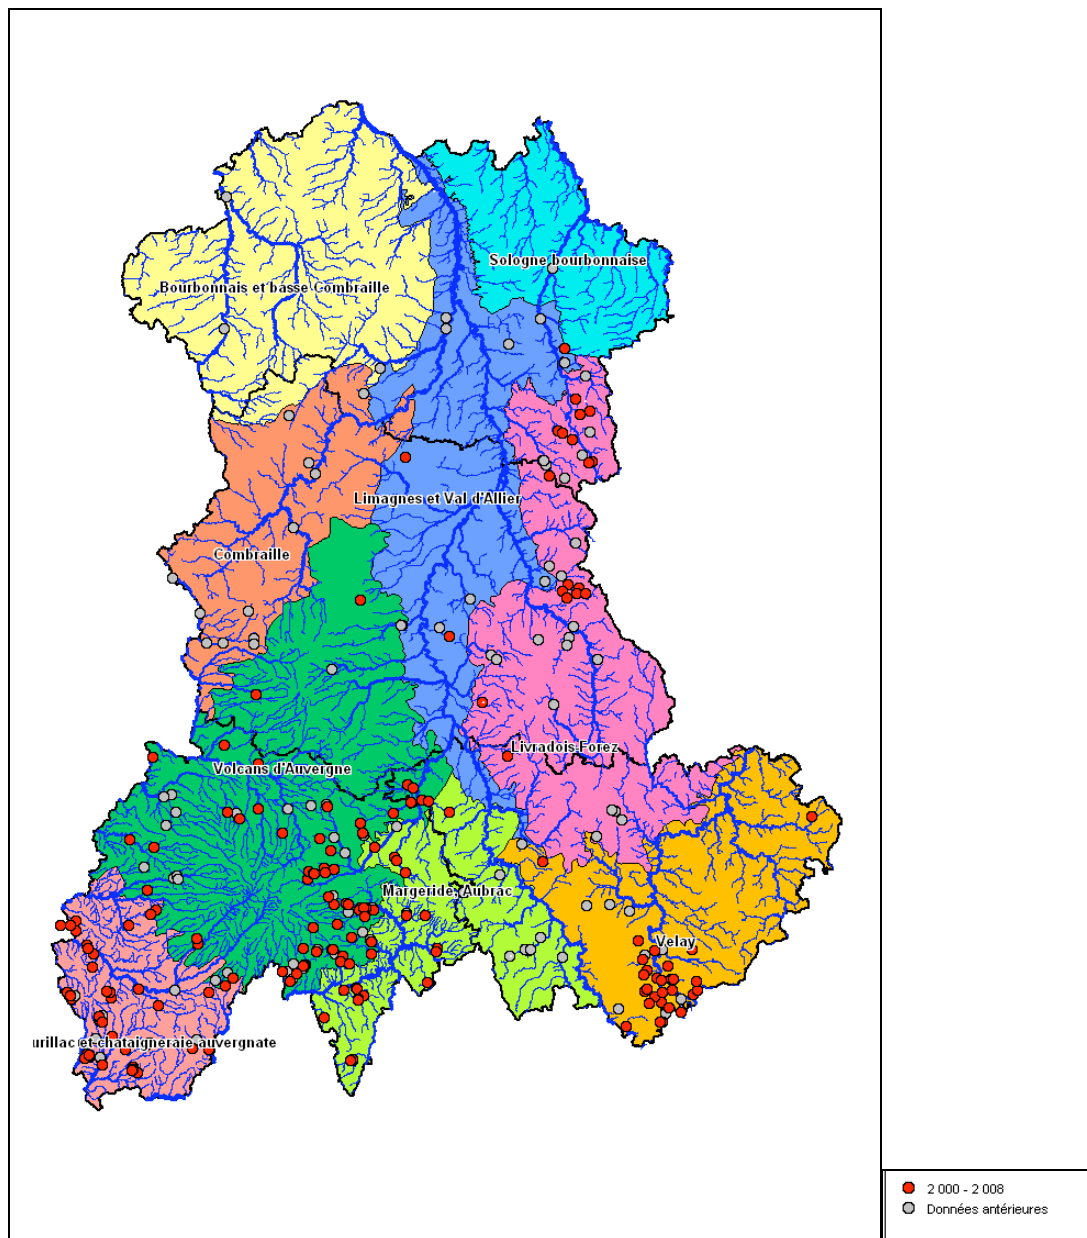 Sologne bourbonnaise
Bourbonnais et basse Combraille
Limagnes et Val d'Allier
Combraille
Livradois-Forez
Volcans d'Auvergne
Margeride, Aubrac
Velay
urillac et chataigneraie auvergnate
2 000 - 2 008
Données antérieures